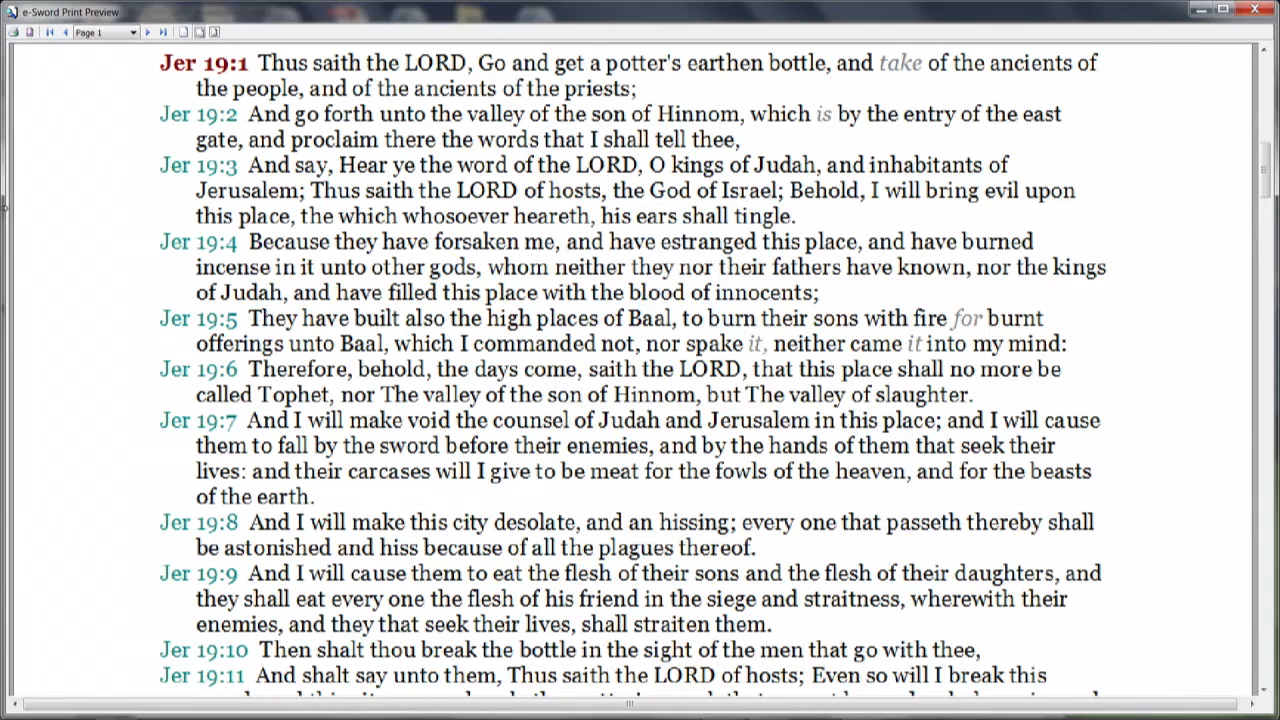 e-Sword Print Preview
Page 1
Jer 19:1 Thus saith the LORD, Go and get a potter's earthen bottle, and take of the ancients of
the people, and of the ancients of the priests;
Jer 19:2 And go forth unto the valley of the son of Hinnom, which is by the entry of the east
gate, and proclaim there the words that I shall tell thee,
Jer 19:3 And say, Hear ye the word of the LORD, O kings of Judah, and inhabitants of
Jerusalem; Thus saith the LORD of hosts, the God of Israel; Behold, I will bring evil upon
this place, the which whosoever heareth, his ears shall tingle.
Jer 19:4 Because they have forsaken me, and have estranged this place, and have burned
incense in it unto other gods, whom neither they nor their fathers have known, nor the kings
of Judah, and have filled this place with the blood of innocents;
Jer 19:5 They have built also the high places of Baal, to burn their sons with fire for burnt
offerings unto Baal, which I commanded not, nor spake it, neither came it into my mind:
Jer 19:6 Therefore, behold, the days come, saith the LORD, that this place shall no more be
called Tophet, nor The valley of the son of Hinnom, but The valley of slaughter.
Jer 19:7 And I will make void the counsel of Judah and Jerusalem in this place; and I will cause
them to fall by the sword before their enemies, and by the hands of them that seek their
lives: and their carcases will I give to be meat for the fowls of the heaven, and for the beasts
of the earth.
Jer 19:8 And I will make this city desolate, and an hissing; every one that passeth thereby shall
be astonished and hiss because of all the plagues thereof.
Jer 19:9 And I will cause them to eat the flesh of their sons and the flesh of their daughters, and
they shall eat every one the flesh of his friend in the siege and straitness, wherewith their
enemies, and they that seek their lives, shall straiten them.
Jer 19:10 Then shalt thou break the bottle in the sight of the men that go with thee,
Jer 19:11 And shalt say unto them, Thus saith the LORD of hosts; Even so will I break this